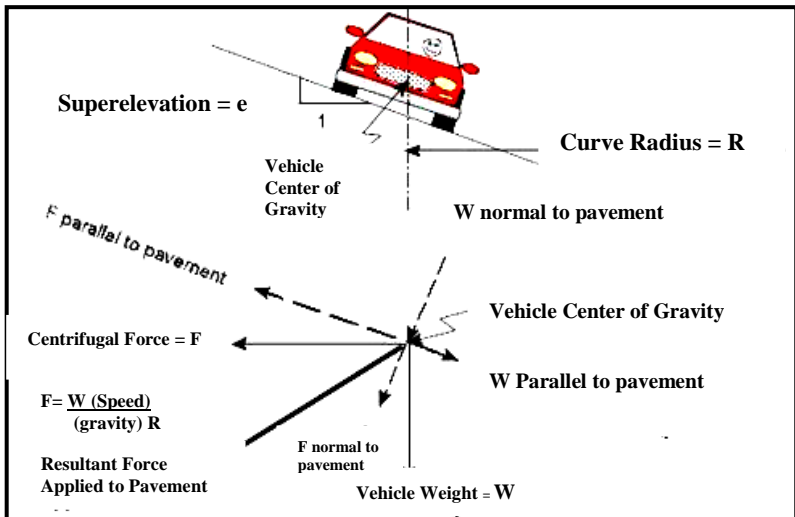 Superelevation = e
1
Curve Radius = R
Vehicle
Center of
Gravity
W normal to pavement
F parallel to pavement
Vehicle Center of Gravity
Centrifugal Force = F
W Parallel to pavement
F= W (Speed)
(gravity) R
F normal to
pavement
Resultant Force
Applied to Pavement
Vehicle Weight = W